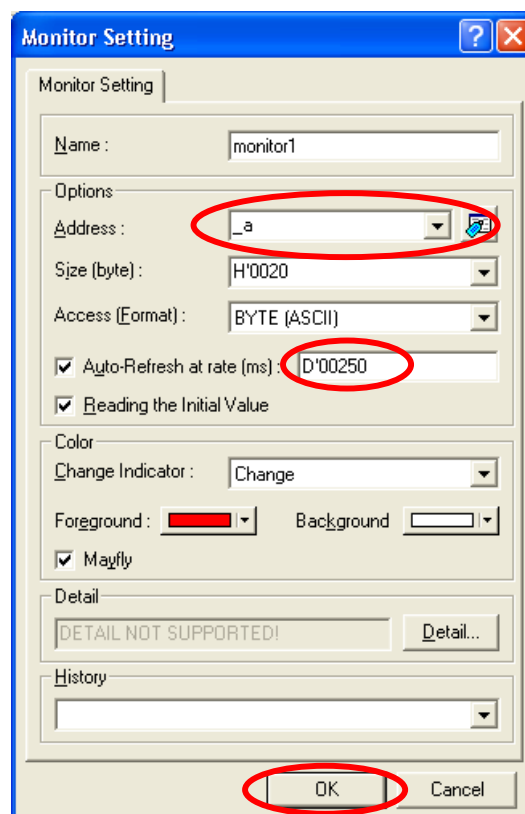 Monitor Setting
Monitor Setting
Name : monitor1
Options
Address : _a
Size (byte) : H'0020
Access (Format) : BYTE (ASCII)
Auto-Refresh at rate (ms) : D'00250
Reading the Initial Value
Color
Change Indicator : Change
Foreground : Background
Mayfly
Detail
DETAIL NOT SUPPORTED! Detail...
History
OK Cancel